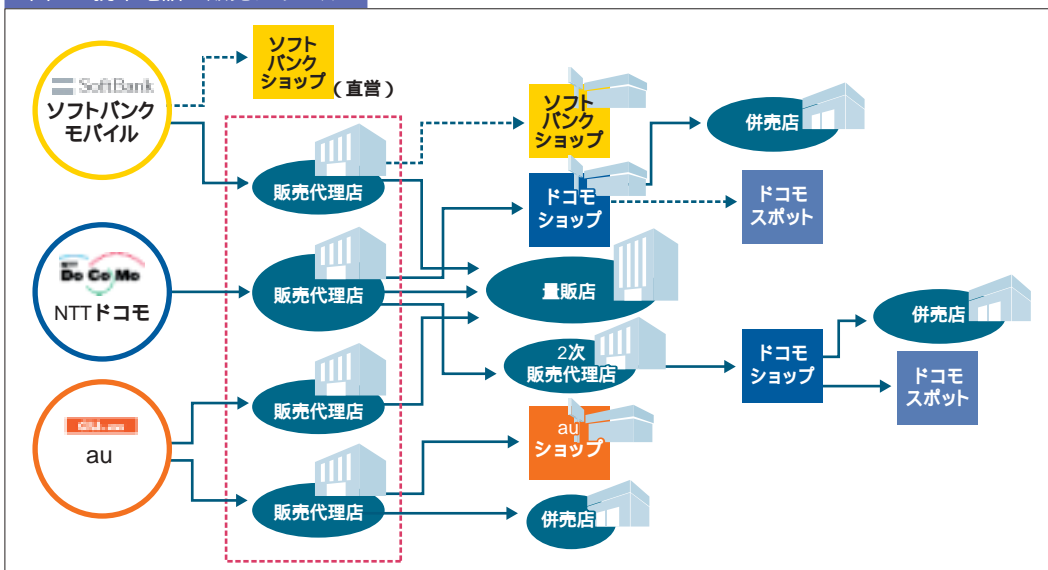 SoftBank
ソフトバンク
モバイル
ソフト
バンク
ショップ
(直営)
販売代理店
ソフト
バンク
ショップ
併売店
ドコモ
ショップ
ドコモ
スポット
DoCoMo
NTTドコモ
販売代理店
量販店
併売店
2次
販売代理店
ドコモ
ショップ
ドコモ
スポット
au
販売代理店
au
ショップ
販売代理店
併売店